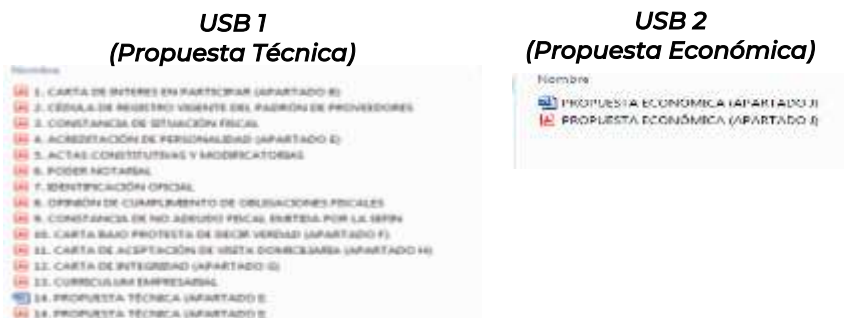 USB 1
(Propuesta Técnica)
Nombre
1. CARTA DE INTERES EN PARTICIPAR (APARTADO B)
2. CÉDULA DE REGISTRO VIGENTE DEL PADRÓN DE PROVEEDORES
3. CONSTANCIA DE SITUACIÓN FISCAL
4. ACREDITACIÓN DE PERSONALIDAD (APARTADO E)
5. ACTAS CONSTITUTIVAS Y MODIFICATORIAS
6. PODER NOTARIAL
7. IDENTIFICACIÓN OFICIAL
8. OPINIÓN DE CUMPLIMIENTO DE OBLIGACIONES FISCALES
9. CONSTANCIA DE NO ADEUDO FISCAL EMITIDA POR LA SEFIN
10. CARTA BAJO PROTESTA DE DECIR VERDAD (APARTADO F)
11. CARTA DE ACEPTACIÓN DE VISITA DOMICILIARIA (APARTADO H)
12. CARTA DE INTEGRIDAD (APARTADO G)
13. CURRICULUM EMPRESARIAL
14. PROPUESTA TÉCNICA (APARTADO I)
14. PROPUESTA TÉCNICA (APARTADO I)
USB 2
(Propuesta Económica)
Nombre
PROPUESTA ECONÓMICA (APARTADO J)
PROPUESTA ECONÓMICA (APARTADO J)